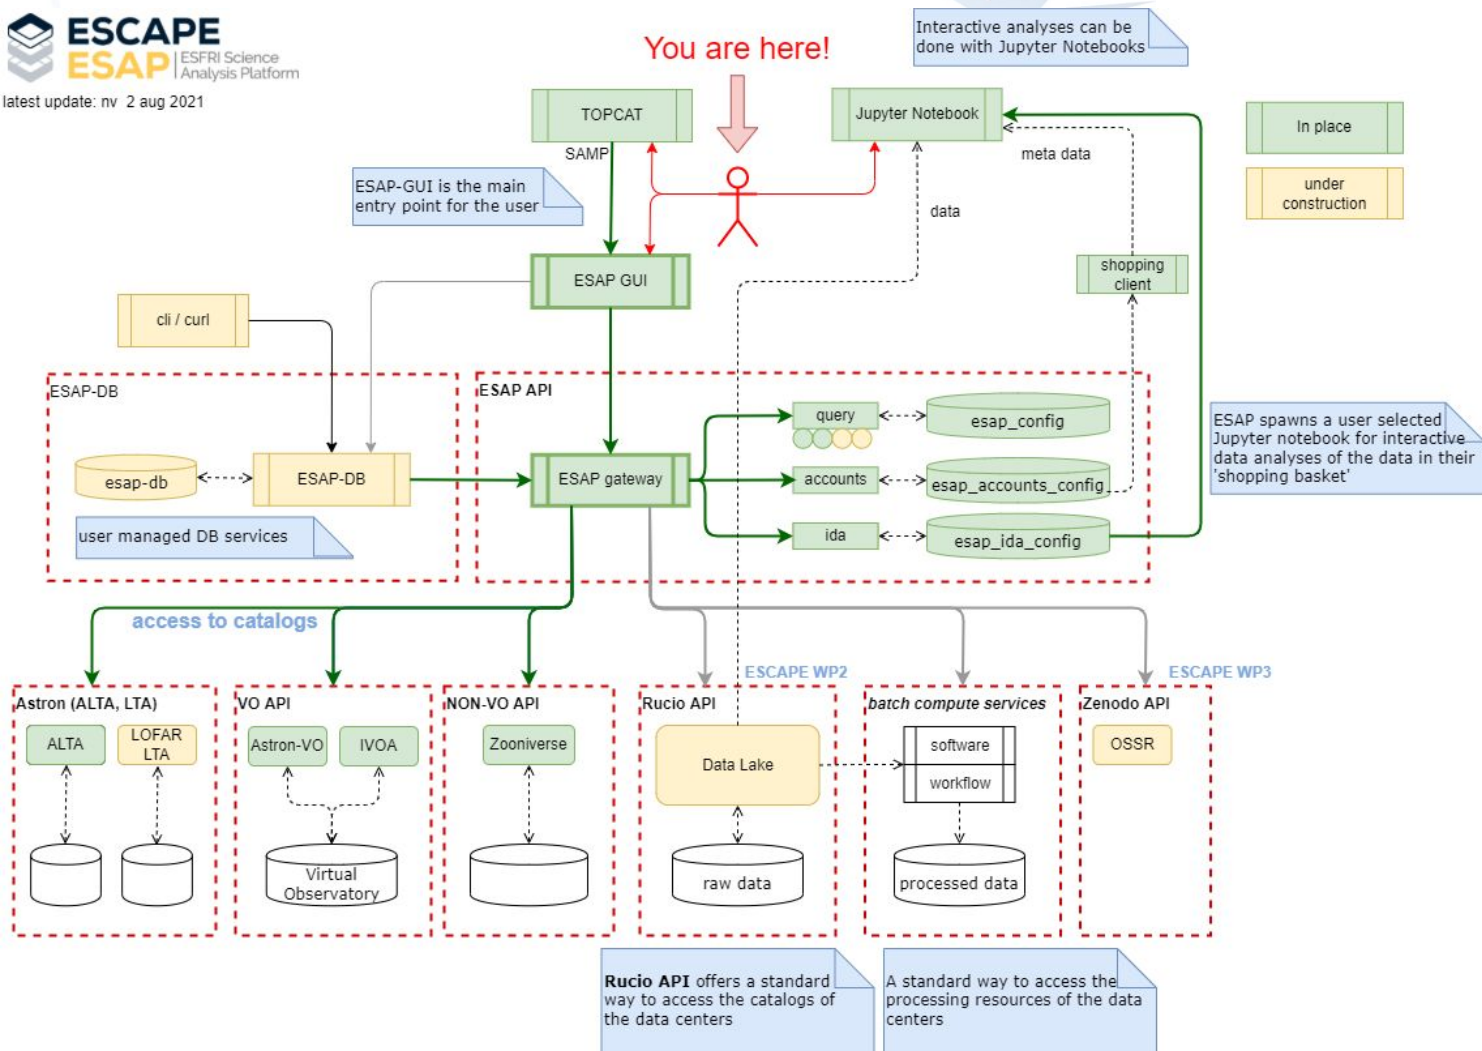 ESCAPE
ESAP
ESFRI Science
Analysis Platform
latest update: nv 2 aug 2021
You are here!
Interactive analyses can be
done with Jupyter Notebooks
TOPCAT
SAMP
Jupyter Notebook
meta data
In place
under
construction
ESAP-GUI is the main
entry point for the user
data
ESAP GUI
shopping
client
cli / curl
ESAP-DB
ESAP API
query
esap_config
ESAP spawns a user selected
Jupyter notebook for interactive
data analyses of the data in their
'shopping basket'
esap-db
ESAP-DB
ESAP gateway
accounts
esap_accounts_config
user managed DB services
ida
esap_ida_config
access to catalogs
ESCAPE WP2
ESCAPE WP3
Astron (ALTA, LTA)
VO API
NON-VO API
Rucio API
batch compute services
Zenodo API
ALTA
LOFAR
LTA
Astron-VO
IVOA
Zooniverse
Data Lake
software
workflow
OSSR
Virtual
Observatory
raw data
processed data
Rucio API offers a standard
way to access the catalogs of
the data centers
A standard way to access the
processing resources of the data
centers